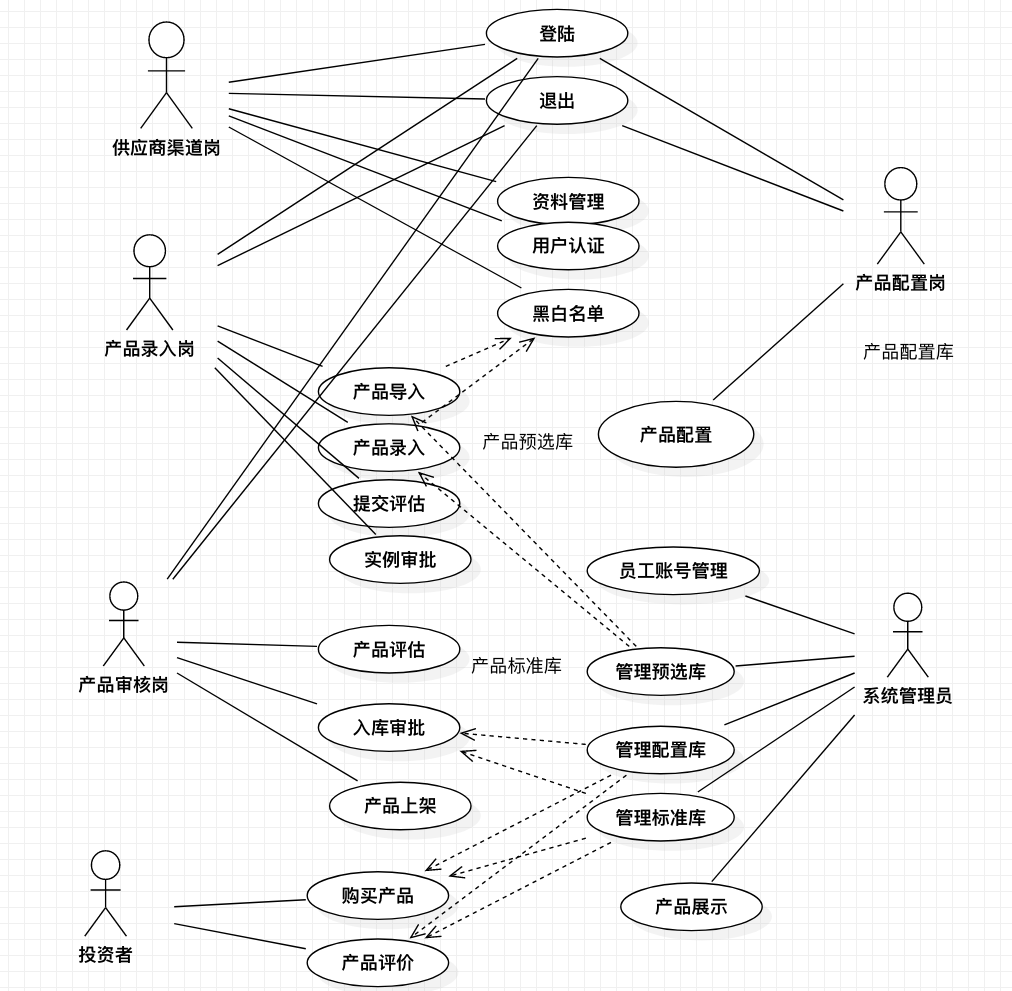 登陆
退出
供应商渠道岗
资料管理
用户认证
产品配置岗
黑白名单
产品录入岗
产品配置库
产品导入
产品录入
产品预选库
产品配置
提交评估
实例审批
员工账号管理
产品评估
产品标准库
管理预选库
产品审核岗
系统管理员
入库审批
管理配置库
产品上架
管理标准库
购买产品
产品展示
投资者
产品评价